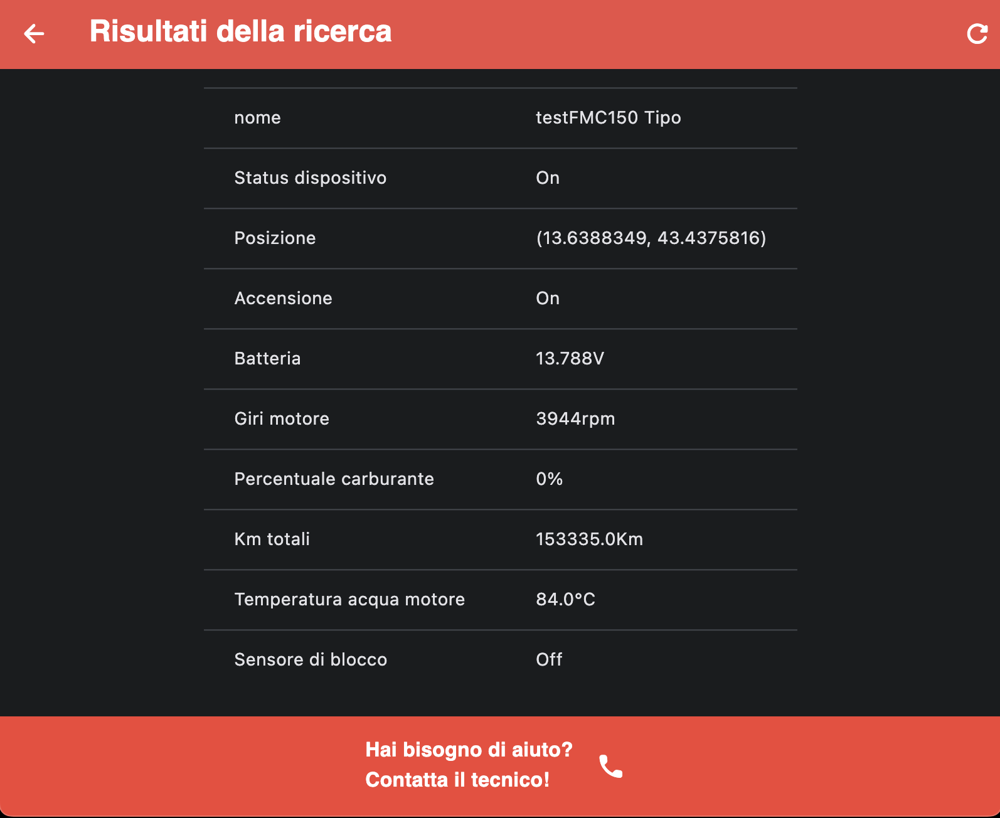 Risultati della ricerca
nome testFMC150 Tipo
Status dispositivo On
Posizione (13.6388349, 43.4375816)
Accensione On
Batteria 13.788V
Giri motore 3944rpm
Percentuale carburante 0%
Km totali 153335.0Km
Temperatura acqua motore 84.0°C
Sensore di blocco Off
Hai bisogno di aiuto?
Contatta il tecnico!